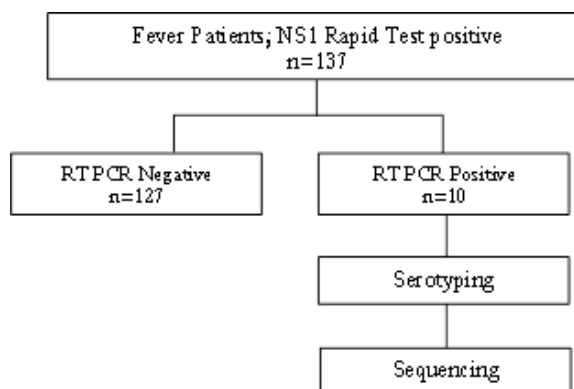 Fever Patients; NS1 Rapid Test positive
n=137
RTPCR Negative
n=127
RTPCR Positive
n=10
Serotyping
Sequencing